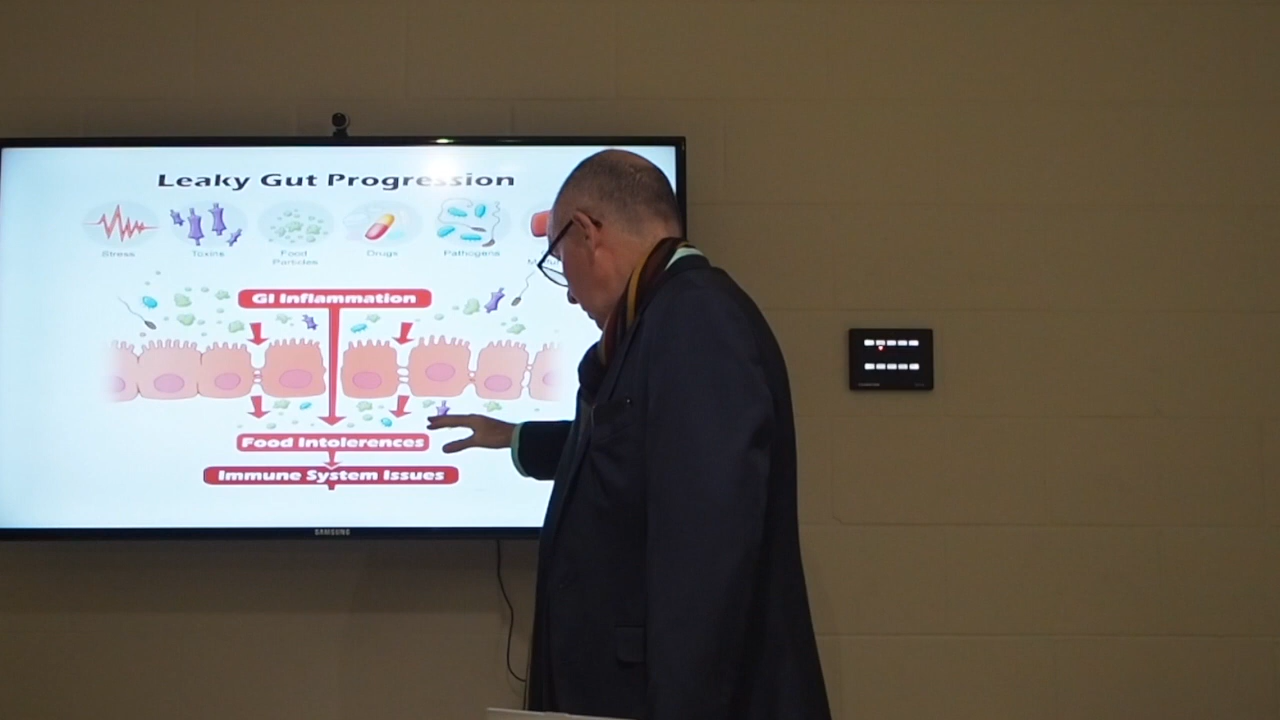 Leaky Gut Progression
Stress
Toxins
Food
Particles
Drugs
Pathogens
GI Inflammation
Food Intolerences
Immune System Issues
SAMSUNG